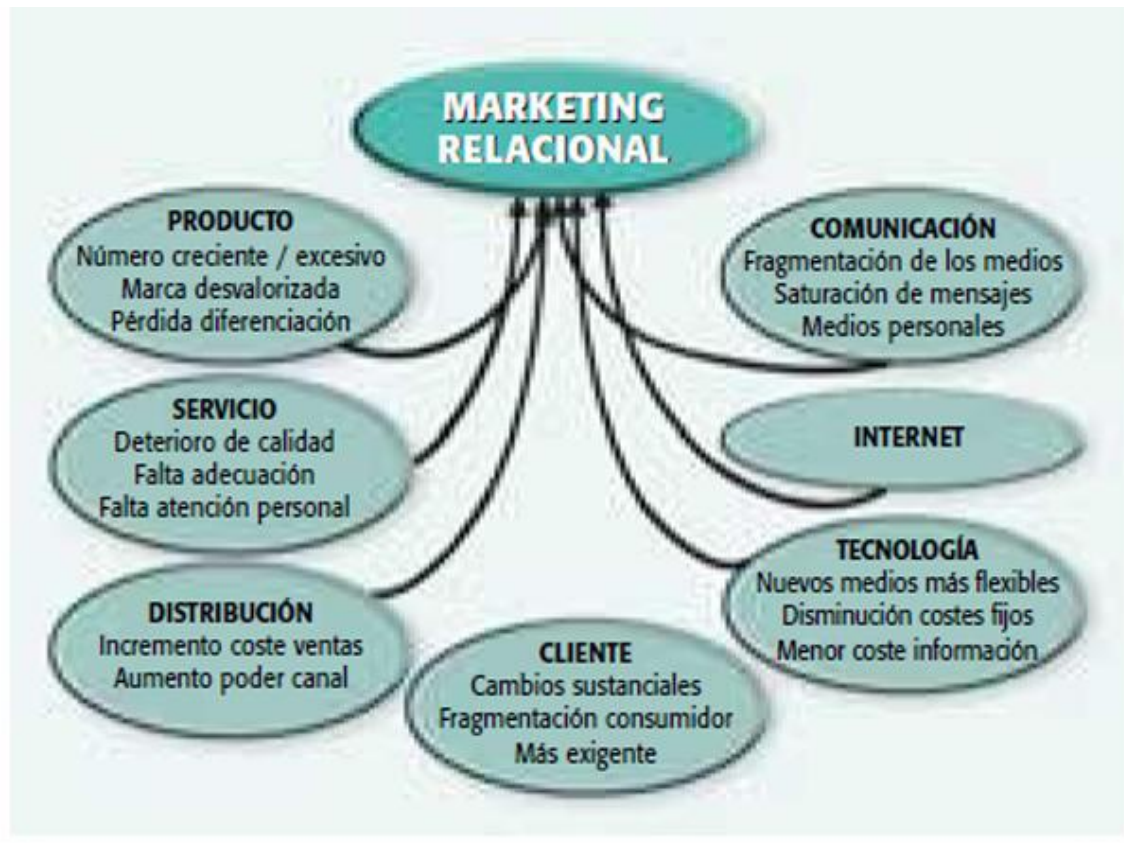 MARKETING
RELACIONAL
PRODUCTO
Número creciente / excesivo
Marca desvalorizada
Pérdida diferenciación
SERVICIO
Deterioro de calidad
Falta adecuación
Falta atención personal
DISTRIBUCIÓN
Incremento coste ventas
Aumento poder canal
CLIENTE
Cambios sustanciales
Fragmentación consumidor
Más exigente
COMUNICACIÓN
Fragmentación de los medios
Saturación de mensajes
Medios personales
INTERNET
TECNOLOGÍA
Nuevos medios más flexibles
Disminución costes fijos
Menor coste información